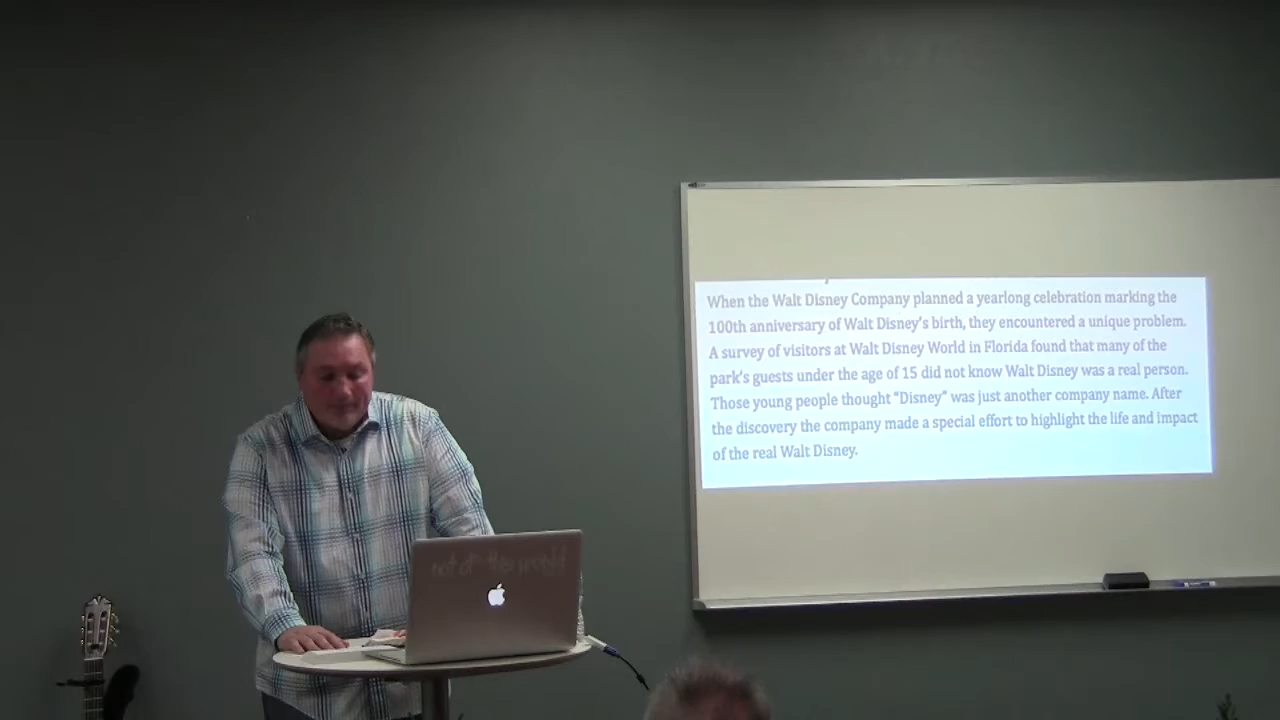 When the Walt Disney Company planned a yearlong celebration marking the
100th anniversary of Walt Disney's birth, they encountered a unique problem.
A survey of visitors at Walt Disney World in Florida found that many of the
park's guests under the age of 15 did not know Walt Disney was a real person.
Those young people thought “Disney” was just another company name. After
the discovery the company made a special effort to highlight the life and impact
of the real Walt Disney.
not of this world